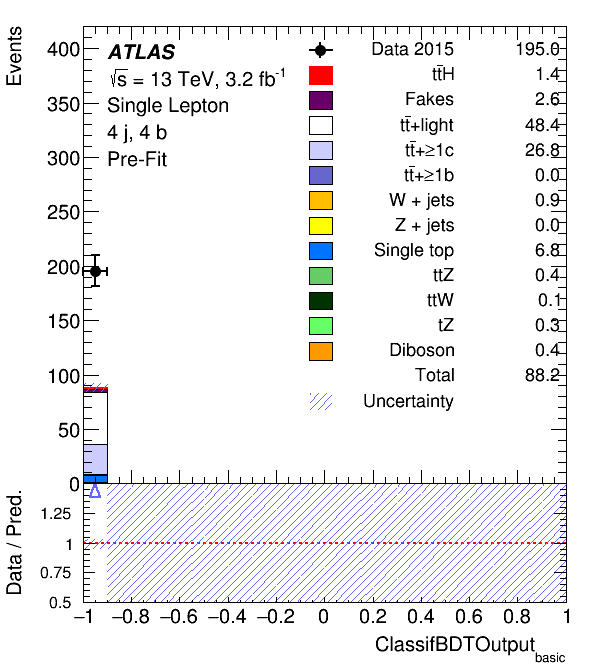 Events
400
350
300
250
200
150
100
50
0
ATLAS
√s = 13 TeV, 3.2 fb⁻¹
Single Lepton
4 j, 4 b
Pre-Fit
Data 2015 195.0
tt̄H 1.4
Fakes 2.6
tt̄+light 48.4
tt̄+≥1c 26.8
tt̄+≥1b 0.0
W + jets 0.9
Z + jets 0.0
Single top 6.8
ttZ 0.4
ttW 0.1
tZ 0.3
Diboson 0.4
Total 88.2
Uncertainty
Data / Pred.
1.25
1
0.75
0.5
−1 −0.8 −0.6 −0.4 −0.2 0 0.2 0.4 0.6 0.8 1
ClassifBDTOutput_basic